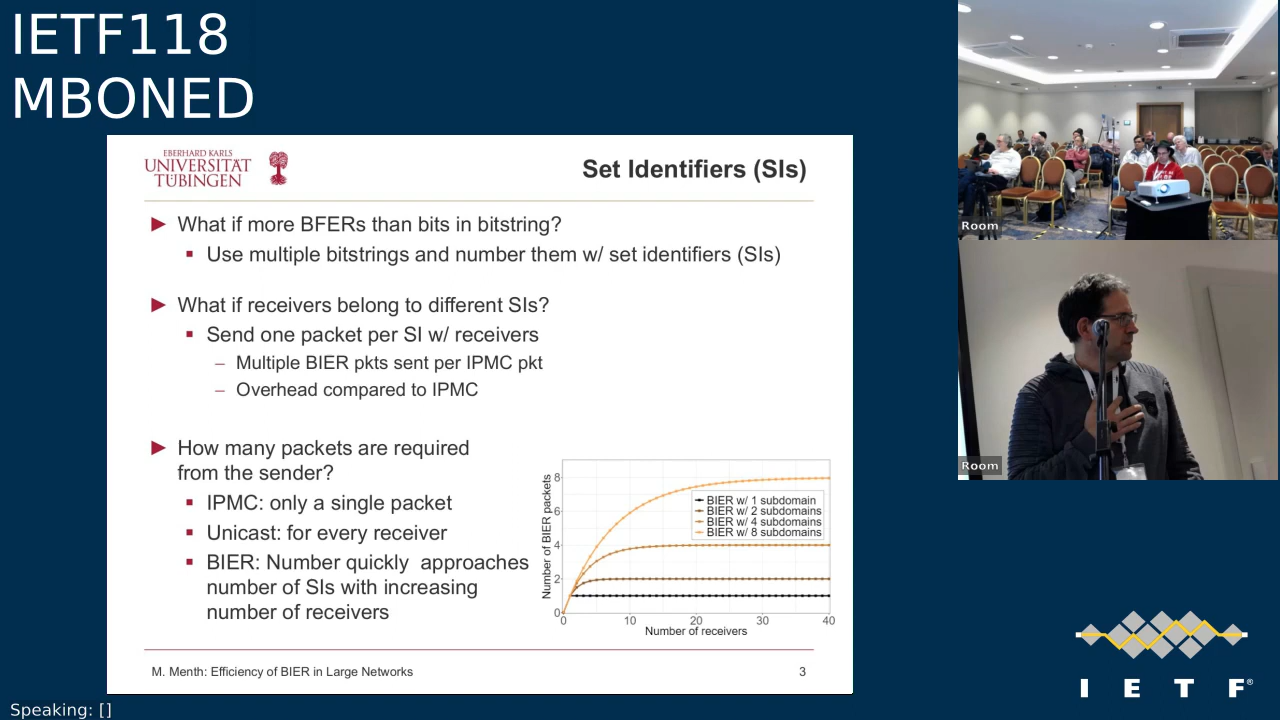 IETF118
MBONED
EBERHARD KARLS
UNIVERSITÄT
TÜBINGEN
Set Identifiers (SIs)
► What if more BFERs than bits in bitstring?
▪ Use multiple bitstrings and number them w/ set identifiers (SIs)
► What if receivers belong to different SIs?
▪ Send one packet per SI w/ receivers
– Multiple BIER pkts sent per IPMC pkt
– Overhead compared to IPMC
► How many packets are required
from the sender?
▪ IPMC: only a single packet
▪ Unicast: for every receiver
▪ BIER: Number quickly approaches
number of SIs with increasing
number of receivers
Number of BIER packets
8
6
4
2
0
BIER w/ 1 subdomain
BIER w/ 2 subdomains
BIER w/ 4 subdomains
BIER w/ 8 subdomains
0 10 20 30 40
Number of receivers
M. Menth: Efficiency of BIER in Large Networks
3
Room
Room
I E T F®
Speaking: []